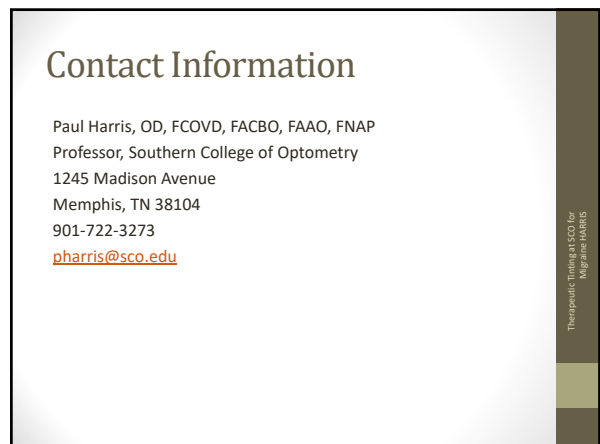 Contact Information
Paul Harris, OD, FCOVD, FACBO, FAAO, FNAP
Professor, Southern College of Optometry
1245 Madison Avenue
Memphis, TN 38104
901-722-3273
pharris@sco.edu
Therapeutic Tinting at SCO for
Migraine HARRIS